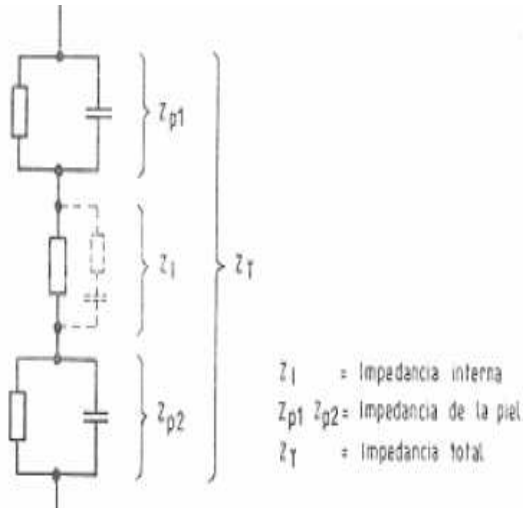 Zp1
ZI
ZT
Zp2
ZI = Impedancia interna
Zp1 Zp2= Impedancia de la piel
ZT = Impedancia total